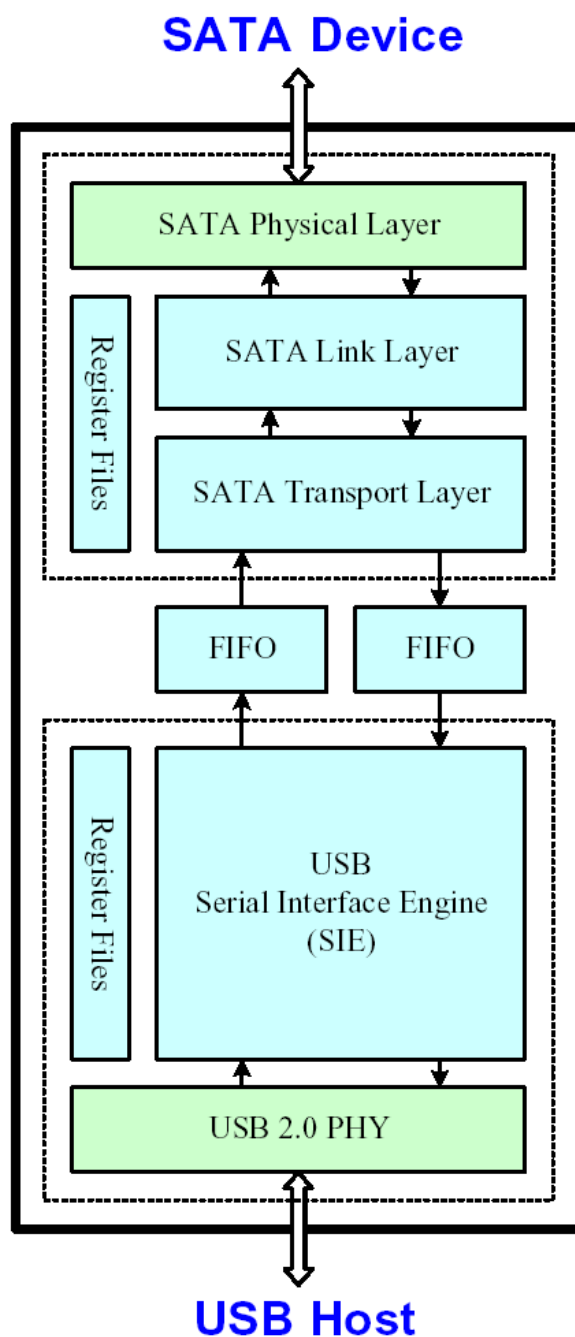 SATA Device
SATA Physical Layer
Register Files
SATA Link Layer
SATA Transport Layer
FIFO
FIFO
Register Files
USB
Serial Interface Engine
(SIE)
USB 2.0 PHY
USB Host